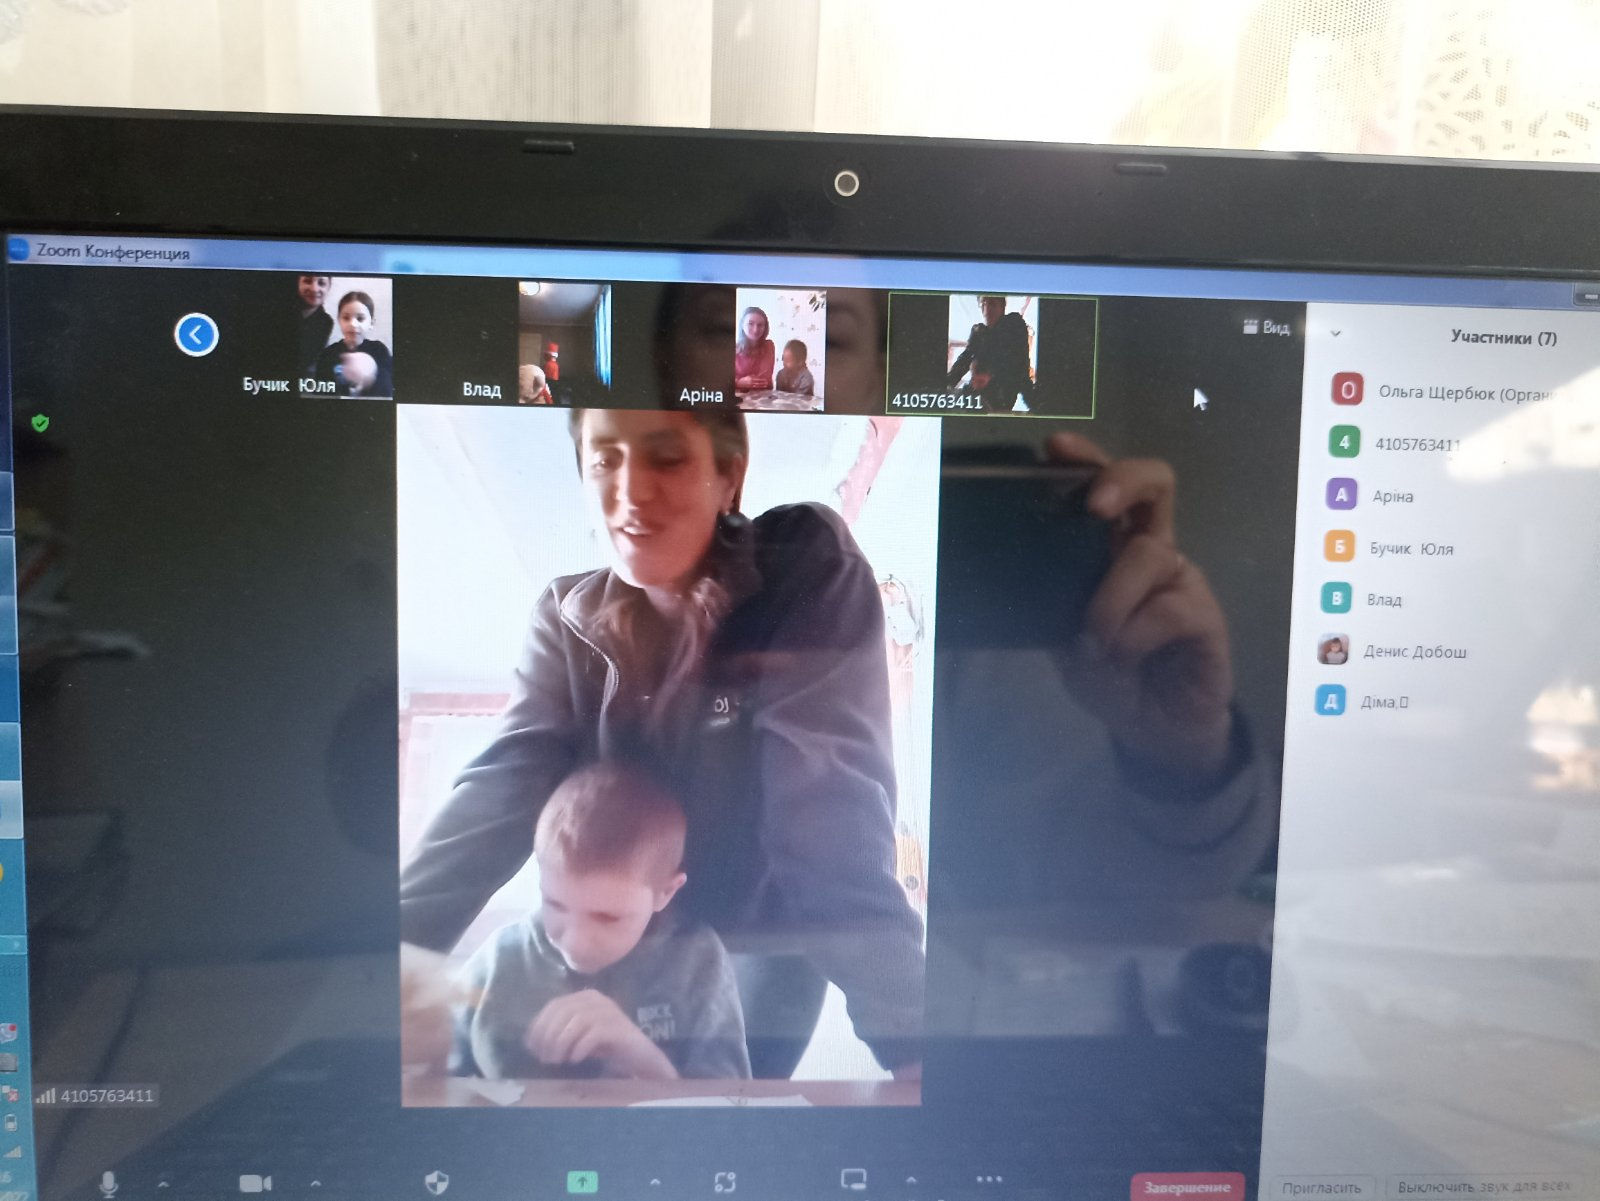 Zoom Конференция
Бучик Юля
Влад
Аріна
4105763411
Вид
Участники (7)
О Ольга Щербюк (Орган
4 4105763411
А Аріна
Б Бучик Юля
В Влад
Денис Добош
Д Діма,
4105763411
Завершение
Пригласить
Выключить звук для всех